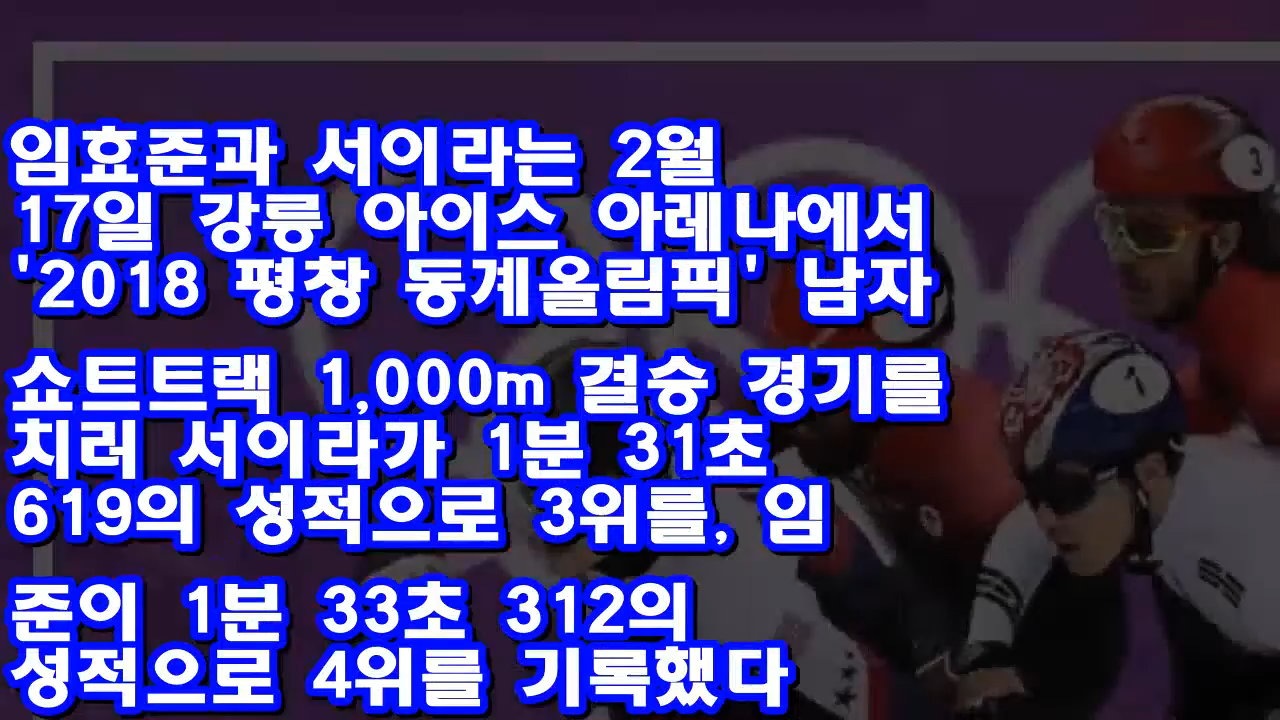 임효준과 서이라는 2월
17일 강릉 아이스 아레나에서
'2018 평창 동계올림픽' 남자
쇼트트랙 1,000m 결승 경기를
치러 서이라가 1분 31초
619의 성적으로 3위를, 임
준이 1분 33초 312의
성적으로 4위를 기록했다
3
1